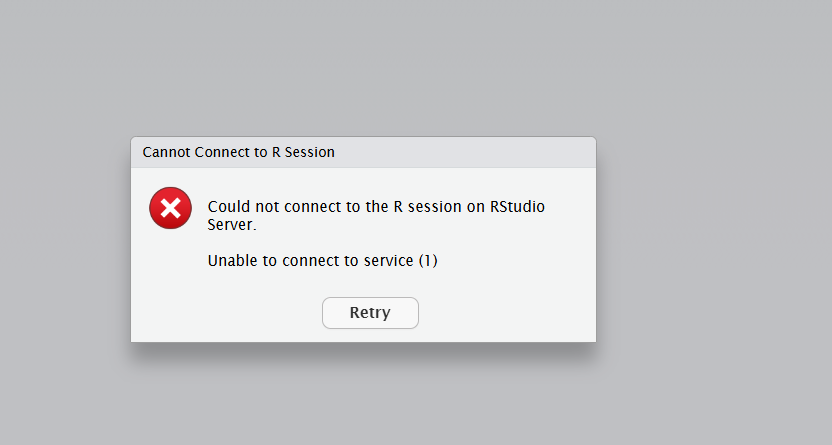 Cannot Connect to R Session
Could not connect to the R session on RStudio
Server.
Unable to connect to service (1)
Retry